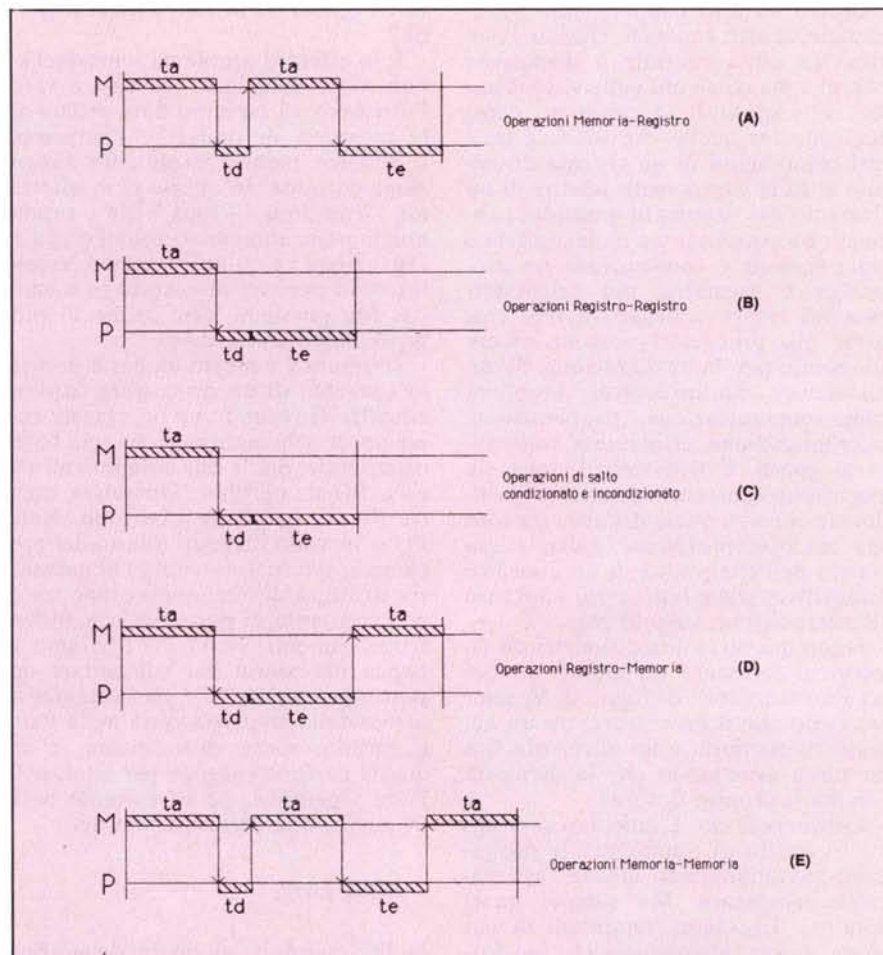 M ta ta
P td te
Operazioni Memoria-Registro (A)
M ta
P td te
Operazioni Registro-Registro (B)
M ta
P td te
Operazioni di salto
condizionato e incondizionato (C)
M ta ta
P td te
Operazioni Registro-Memoria (D)
M ta ta ta
P td te
Operazioni Memoria-Memoria (E)